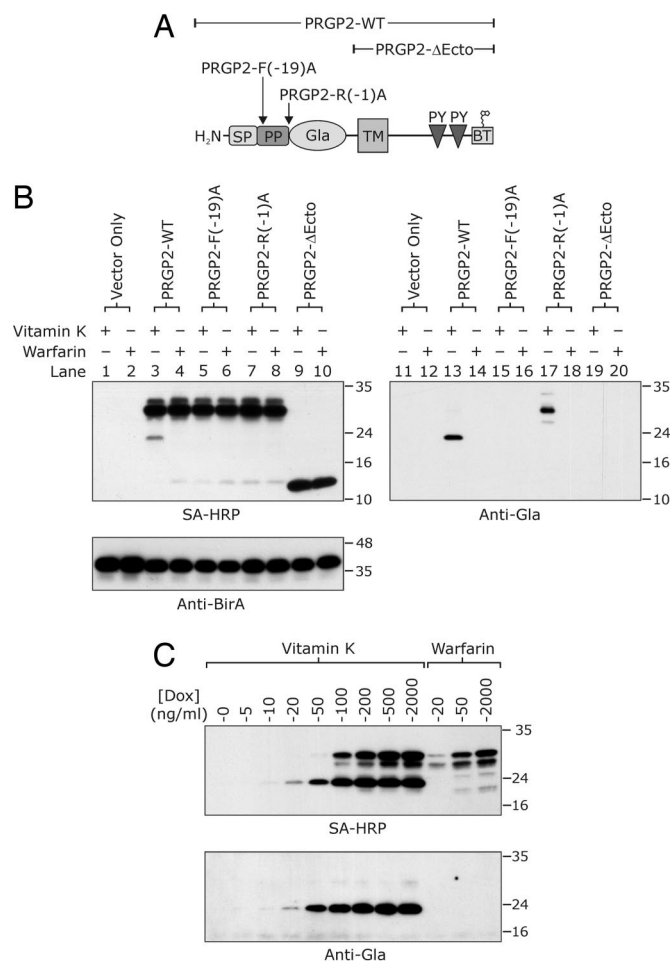 A
PRGP2-WT
PRGP2-ΔEcto
PRGP2-F(-19)A
PRGP2-R(-1)A
H2N- SP PP Gla TM PY PY BT
B
Vector Only PRGP2-WT PRGP2-F(-19)A PRGP2-R(-1)A PRGP2-ΔEcto Vector Only PRGP2-WT PRGP2-F(-19)A PRGP2-R(-1)A PRGP2-ΔEcto
Vitamin K + – + – + – + – + – + – + – + – + – + –
Warfarin – + – + – + – + – + – + – + – + – + – +
Lane 1 2 3 4 5 6 7 8 9 10 11 12 13 14 15 16 17 18 19 20
35 35
24 24
16 16
10 10
SA-HRP Anti-Gla
48
35
Anti-BirA
C
Vitamin K Warfarin
[Dox] (ng/ml) 0 5 10 20 50 100 200 500 2000 20 50 2000
35
24
16
SA-HRP
35
24
16
Anti-Gla